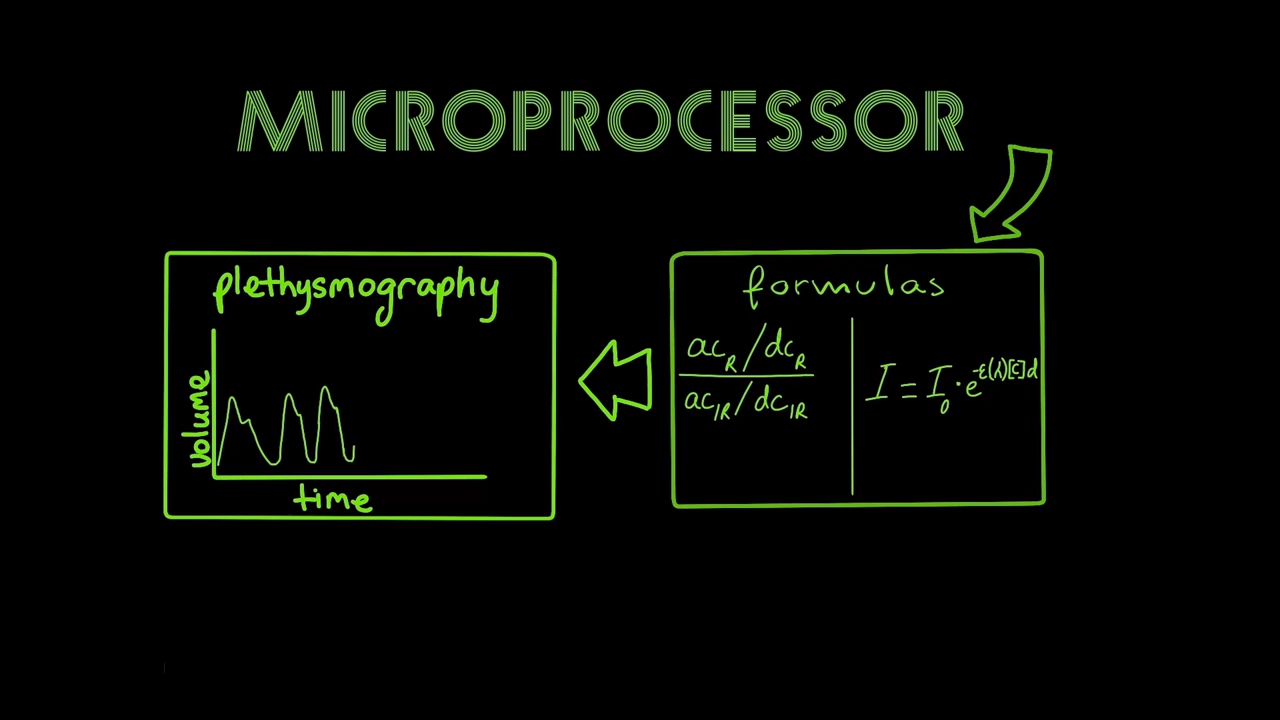 MICROPROCESSOR
plethysmography
volume
time
formulas
ac_R/dc_R
ac_IR/dc_IR
I = I_0 · e^{-ε(λ)[c]d}